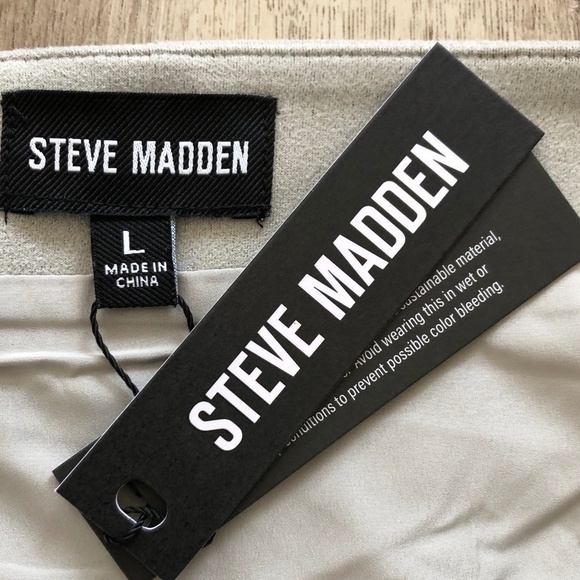 STEVE MADDEN
L
MADE IN
CHINA
STEVE MADDEN
sustainable material,
Avoid wearing this in wet or
conditions to prevent possible color bleeding.